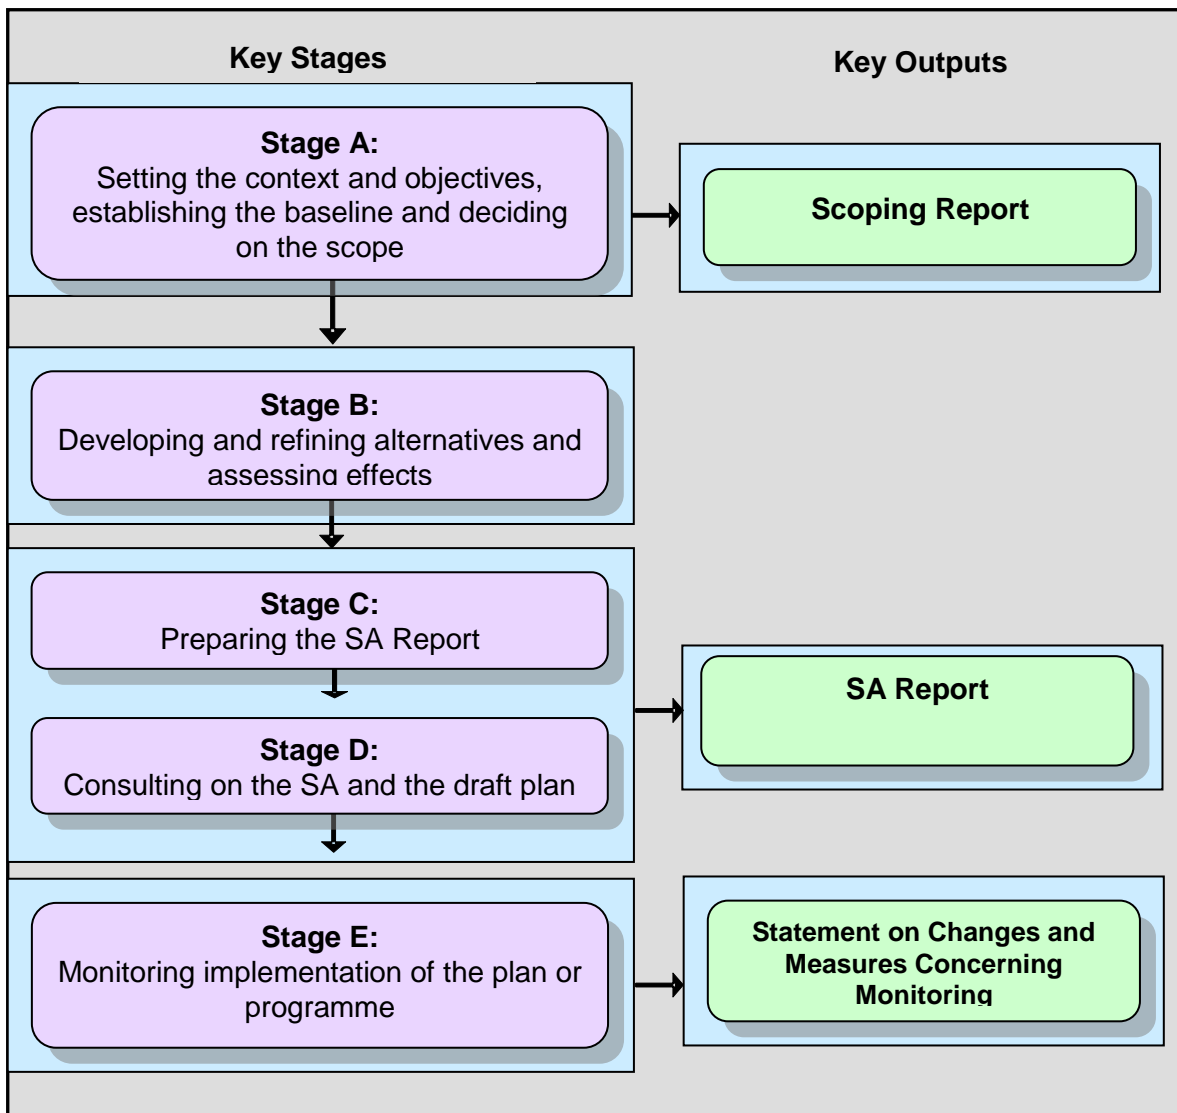 Key Stages
Key Outputs
Stage A:
Setting the context and objectives,
establishing the baseline and deciding
on the scope
Scoping Report
Stage B:
Developing and refining alternatives and
assessing effects
Stage C:
Preparing the SA Report
SA Report
Stage D:
Consulting on the SA and the draft plan
Stage E:
Monitoring implementation of the plan or
programme
Statement on Changes and
Measures Concerning
Monitoring